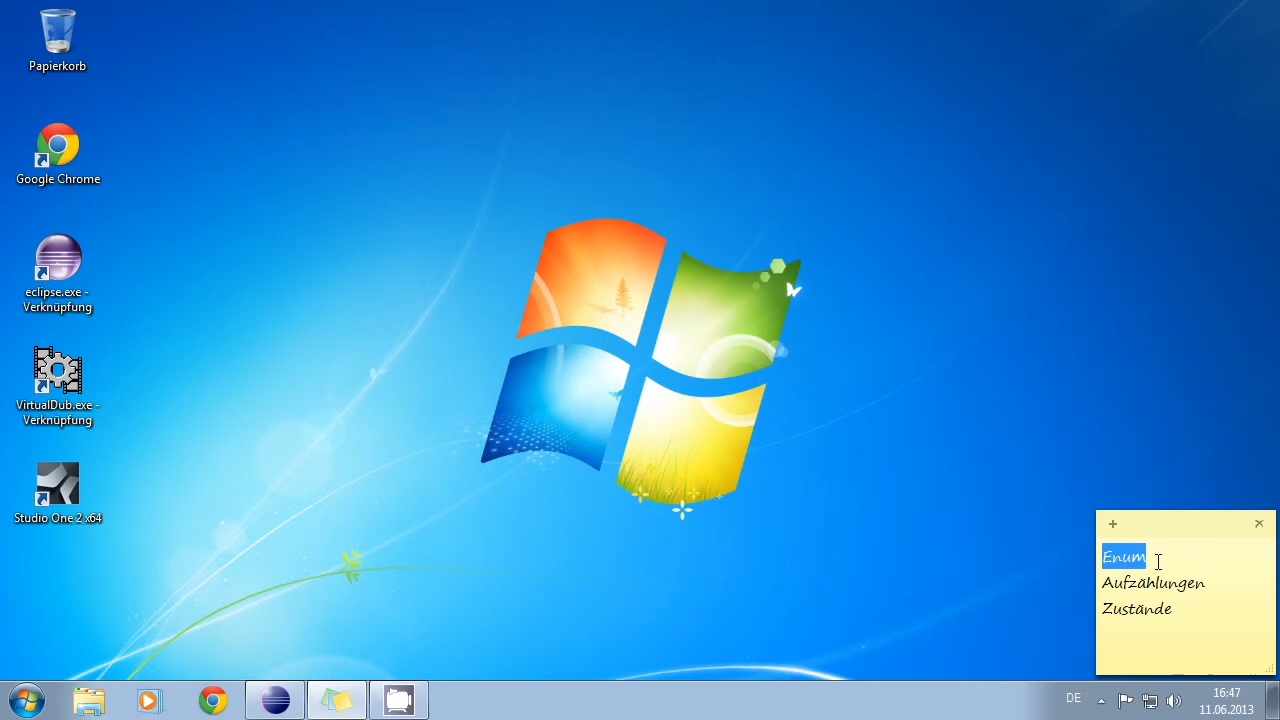 Papierkorb
Google Chrome
eclipse.exe -
Verknüpfung
VirtualDub.exe -
Verknüpfung
Studio One 2 x64
Enum
Aufzählungen
Zustände
DE
16:47
11.06.2013